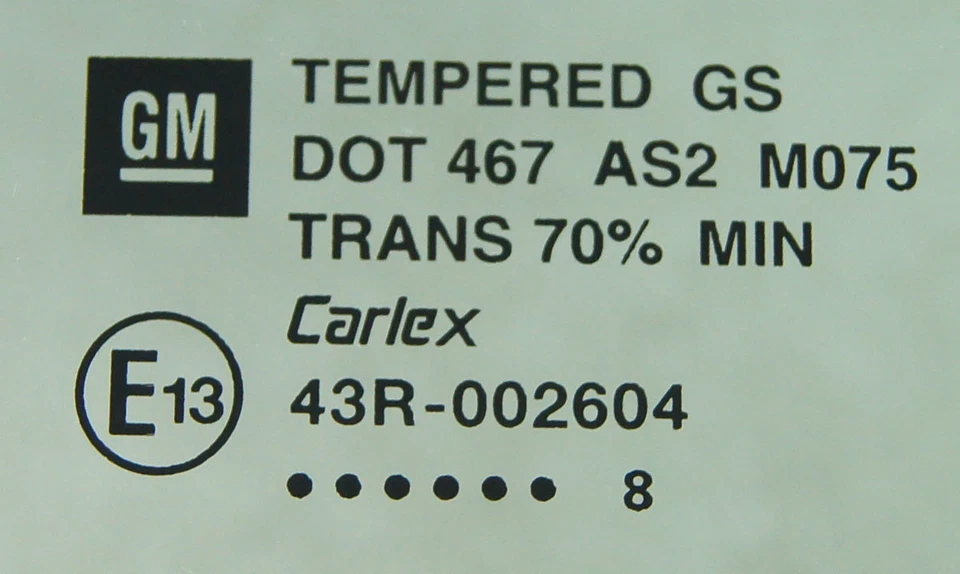 GM
TEMPERED GS
DOT 467 AS2 M075
TRANS 70% MIN
Carlex
E13
43R-002604
•••••• 8